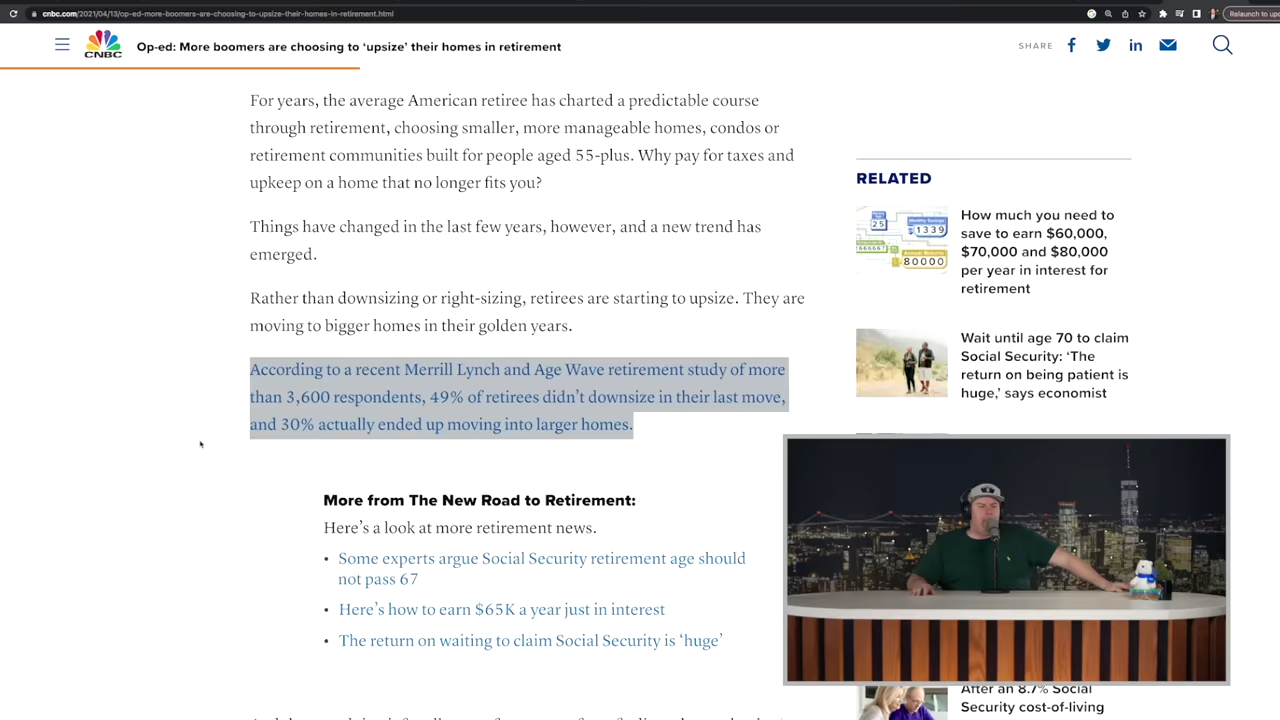 cnbc.com/2021/04/13/op-ed-more-boomers-are-choosing-to-upsize-their-homes-in-retirement.html
Relaunch to
CNBC
Op-ed: More boomers are choosing to ‘upsize’ their homes in retirement
SHARE
For years, the average American retiree has charted a predictable course
through retirement, choosing smaller, more manageable homes, condos or
retirement communities built for people aged 55-plus. Why pay for taxes and
upkeep on a home that no longer fits you?
Things have changed in the last few years, however, and a new trend has
emerged.
Rather than downsizing or right-sizing, retirees are starting to upsize. They are
moving to bigger homes in their golden years.
According to a recent Merrill Lynch and Age Wave retirement study of more
than 3,600 respondents, 49% of retirees didn’t downsize in their last move,
and 30% actually ended up moving into larger homes.
More from The New Road to Retirement:
Here’s a look at more retirement news.
• Some experts argue Social Security retirement age should
not pass 67
• Here’s how to earn $65K a year just in interest
• The return on waiting to claim Social Security is ‘huge’
RELATED
25
1339
80000
How much you need to
save to earn $60,000,
$70,000 and $80,000
per year in interest for
retirement
Wait until age 70 to claim
Social Security: ‘The
return on being patient is
huge,’ says economist
After an 8.7% Social
Security cost-of-living